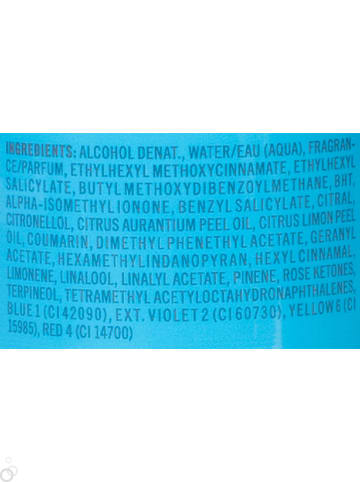 INGREDIENTS: ALCOHOL DENAT., WATER/EAU (AQUA), FRAGRAN-
CE/PARFUM, ETHYLHEXYL METHOXYCINNAMATE, ETHYLHEXYL
SALICYLATE, BUTYL METHOXYDIBENZOYLMETHANE, BHT,
ALPHA-ISOMETHYL IONONE, BENZYL SALICYLATE, CITRAL,
CITRONELLOL, CITRUS AURANTIUM PEEL OIL, CITRUS LIMON PEEL
OIL, COUMARIN, DIMETHYL PHENETHYL ACETATE, GERANYL
ACETATE, HEXAMETHYLINDANOPYRAN, HEXYL CINNAMAL,
LIMONENE, LINALOOL, LINALYL ACETATE, PINENE, ROSE KETONES,
TERPINEOL, TETRAMETHYL ACETYLOCTAHYDRONAPHTHALENES,
BLUE 1 (CI 42090), EXT. VIOLET 2 (CI 60730), YELLOW 6 (CI
15985), RED 4 (CI 14700)